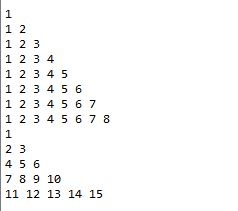 1
1 2
1 2 3
1 2 3 4
1 2 3 4 5
1 2 3 4 5 6
1 2 3 4 5 6 7
1 2 3 4 5 6 7 8
1
2 3
4 5 6
7 8 9 10
11 12 13 14 15